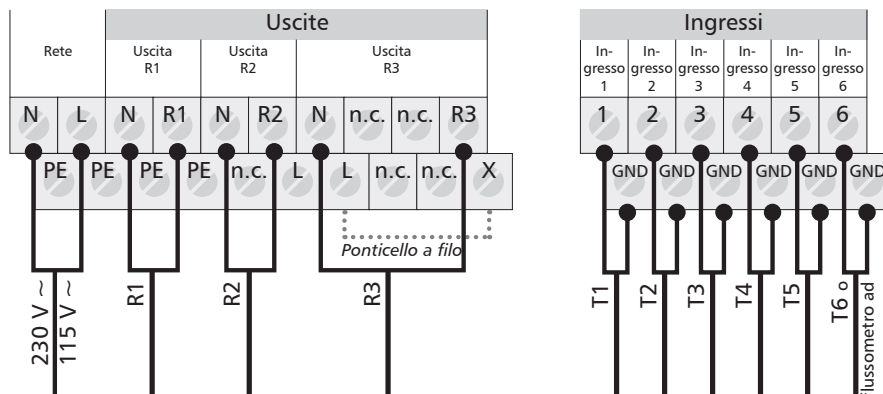 Uscite
Rete
Uscita
R1
Uscita
R2
Uscita
R3
N L N R1 N R2 N n.c. n.c. R3
PE PE PE PE n.c. L L n.c. n.c. X
Ponticello a filo
230 V ~
115 V ~
R1
R2
R3
Ingressi
In-
gresso
1
In-
gresso
2
In-
gresso
3
In-
gresso
4
In-
gresso
5
In-
gresso
6
1 2 3 4 5 6
GND GND GND GND GND GND
T1
T2
T3
T4
T5
T6 o
flussometro ad